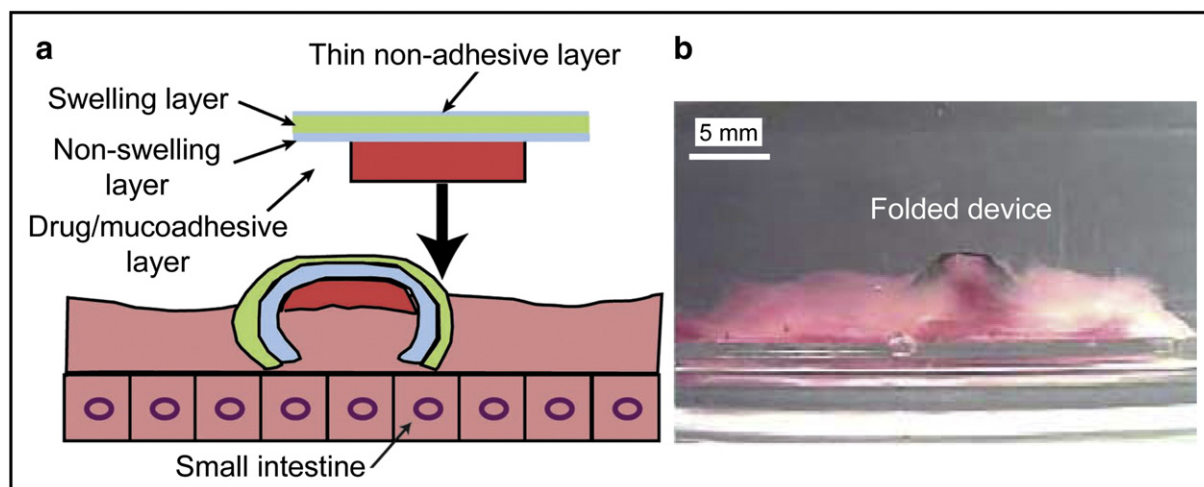 a
Thin non-adhesive layer
Swelling layer
Non-swelling
layer
Drug/mucoadhesive
layer
Small intestine
b
5 mm
Folded device